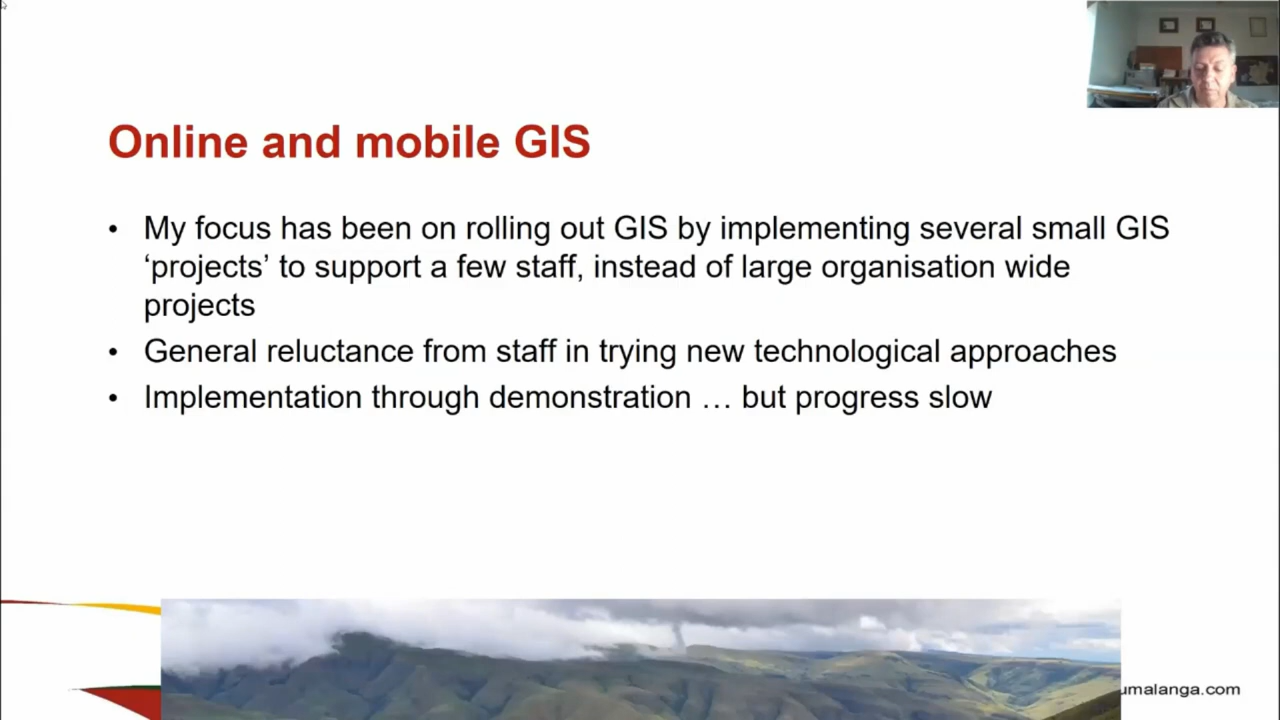 Online and mobile GIS
• My focus has been on rolling out GIS by implementing several small GIS
‘projects’ to support a few staff, instead of large organisation wide
projects
• General reluctance from staff in trying new technological approaches
• Implementation through demonstration … but progress slow
umalanga.com